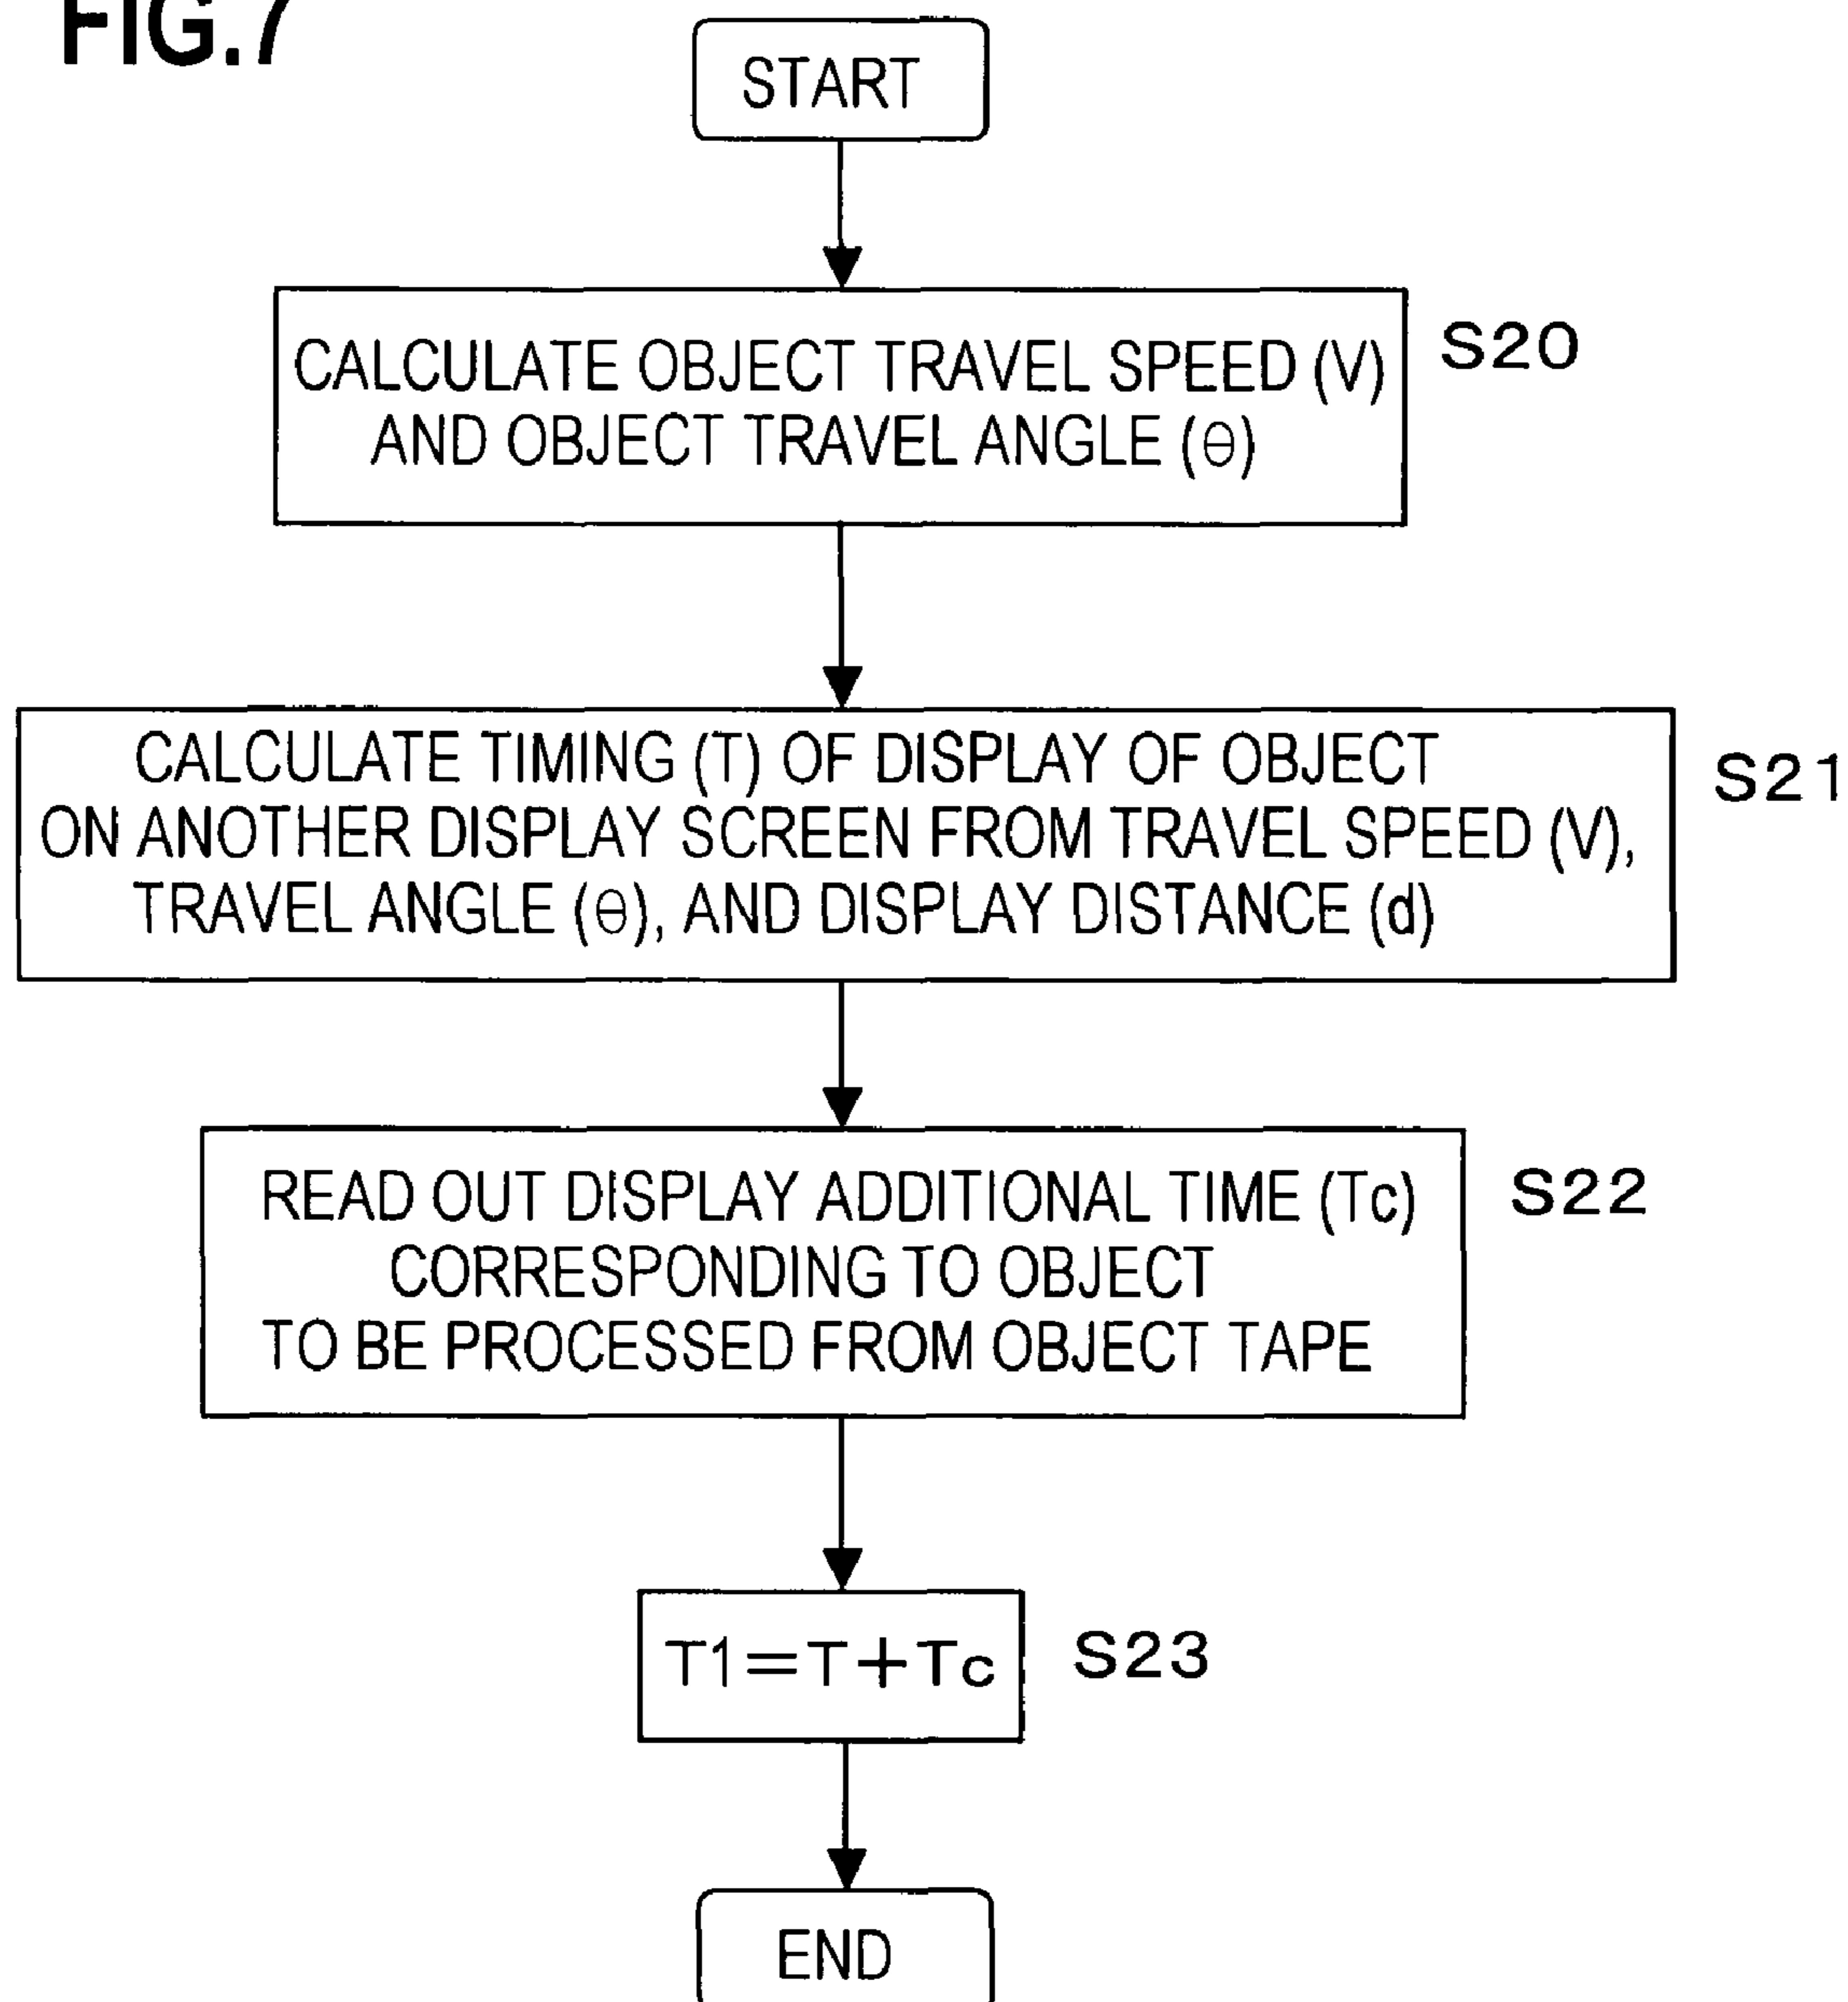 FIG.7
START
CALCULATE OBJECT TRAVEL SPEED (V)
AND OBJECT TRAVEL ANGLE (θ)
S20
CALCULATE TIMING (T) OF DISPLAY OF OBJECT
ON ANOTHER DISPLAY SCREEN FROM TRAVEL SPEED (V),
TRAVEL ANGLE (θ), AND DISPLAY DISTANCE (d)
S21
READ OUT DISPLAY ADDITIONAL TIME (Tc)
CORRESPONDING TO OBJECT
TO BE PROCESSED FROM OBJECT TAPE
S22
T1=T+Tc
S23
END